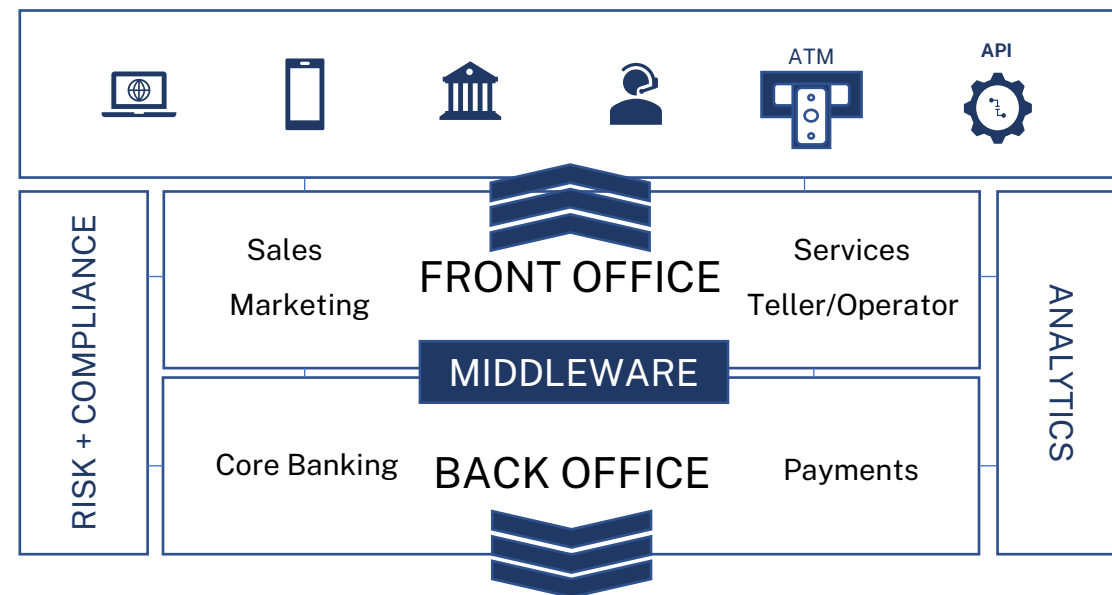 ATM
API
Sales
Marketing
FRONT OFFICE
Services
Teller/Operator
RISK + COMPLIANCE
ANALYTICS
MIDDLEWARE
Core Banking
BACK OFFICE
Payments